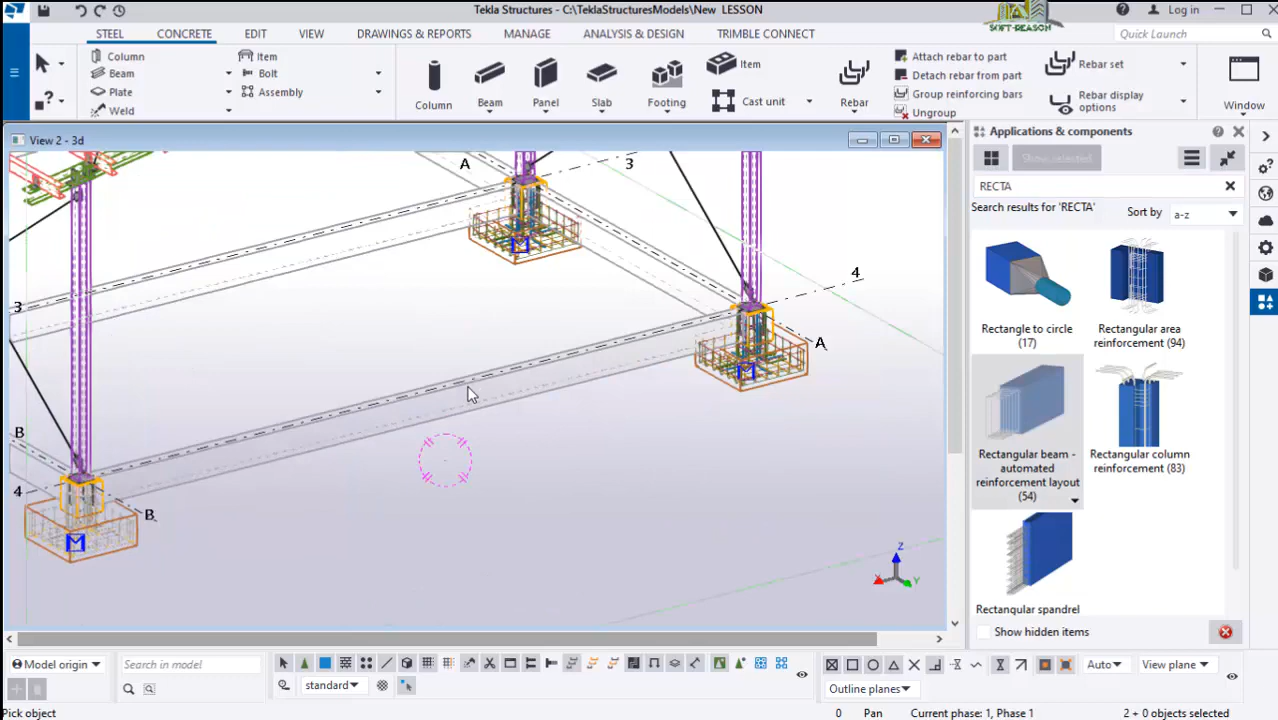 Tekla Structures - C:\TeklaStructuresModels\New LESSON
Log in
SOFT-REASON
STEEL CONCRETE EDIT VIEW DRAWINGS & REPORTS MANAGE ANALYSIS & DESIGN TRIMBLE CONNECT
Quick Launch
Column
Beam
Plate
Weld
Item
Bolt
Assembly
Column
Beam
Panel
Slab
Footing
Item
Cast unit
Rebar
Attach rebar to part
Detach rebar from part
Group reinforcing bars
Ungroup
Rebar set
Rebar display
options
Window
View 2 - 3d
A
3
4
3
A
B
4
B
M
M
M
Z
X
Y
Applications & components
Show selected
RECTA
Search results for 'RECTA'
Sort by
a-z
Rectangle to circle
(17)
Rectangular area
reinforcement (94)
Rectangular beam -
automated
reinforcement layout
(54)
Rectangular column
reinforcement (83)
Rectangular spandrel
Show hidden items
Model origin
Search in model
standard
Auto
View plane
Outline planes
Pick object
0 Pan Current phase: 1, Phase 1 2 + 0 objects selected